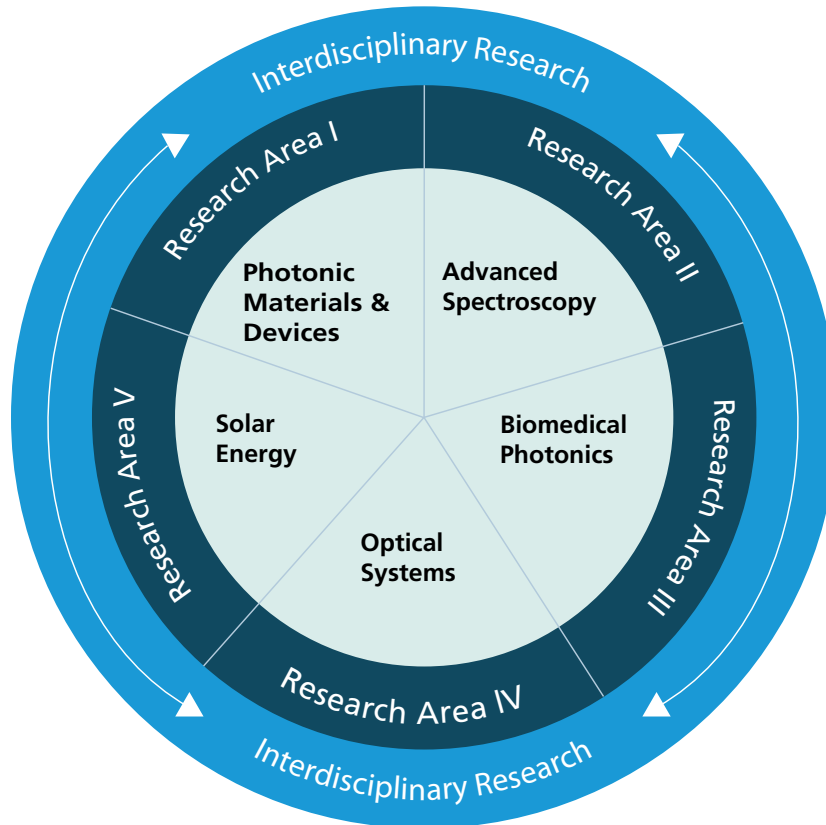 Interdisciplinary Research
Research Area I
Research Area II
Photonic
Materials &
Devices
Advanced
Spectroscopy
Research Area V
Solar
Energy
Biomedical
Photonics
Research Area III
Optical
Systems
Research Area IV
Interdisciplinary Research